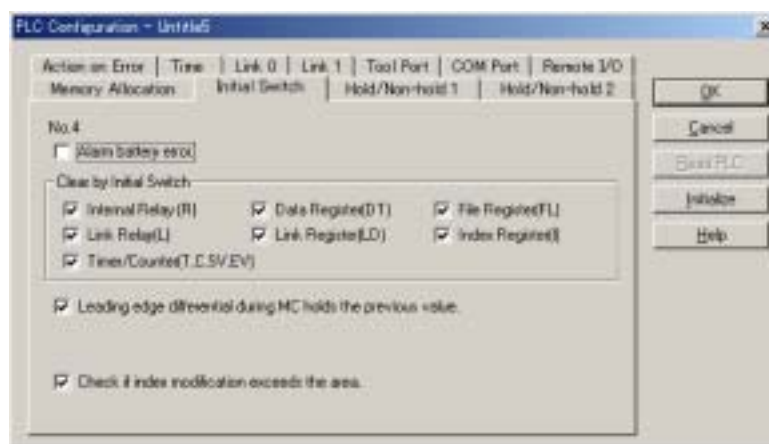 PLC Configuration - Untitle5
Action on Error | Time | Link 0 | Link 1 | Tool Port | COM Port | Remote I/O
Memory Allocation | Initial Switch | Hold/Non-hold 1 | Hold/Non-hold 2
No.4
Alarm battery error.
Clear by Initial Switch
Internal Relay(R) Data Register(DT) File Register(FL)
Link Relay(L) Link Register(LD) Index Register(I)
Timer/Counter(T,C,SV,EV)
Leading edge differential during MC holds the previous value.
Check if index modification exceeds the area.
OK
Cancel
Read PLC
Initialize
Help